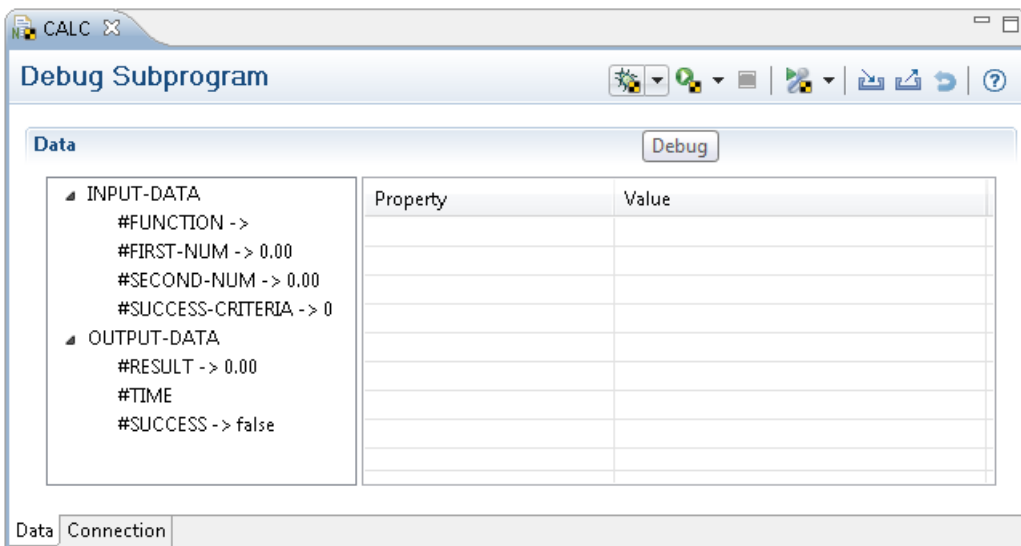 CALC
Debug Subprogram
Data
Debug
INPUT-DATA
#FUNCTION ->
#FIRST-NUM -> 0.00
#SECOND-NUM -> 0.00
#SUCCESS-CRITERIA -> 0
OUTPUT-DATA
#RESULT -> 0.00
#TIME
#SUCCESS -> false
Property Value
Data Connection